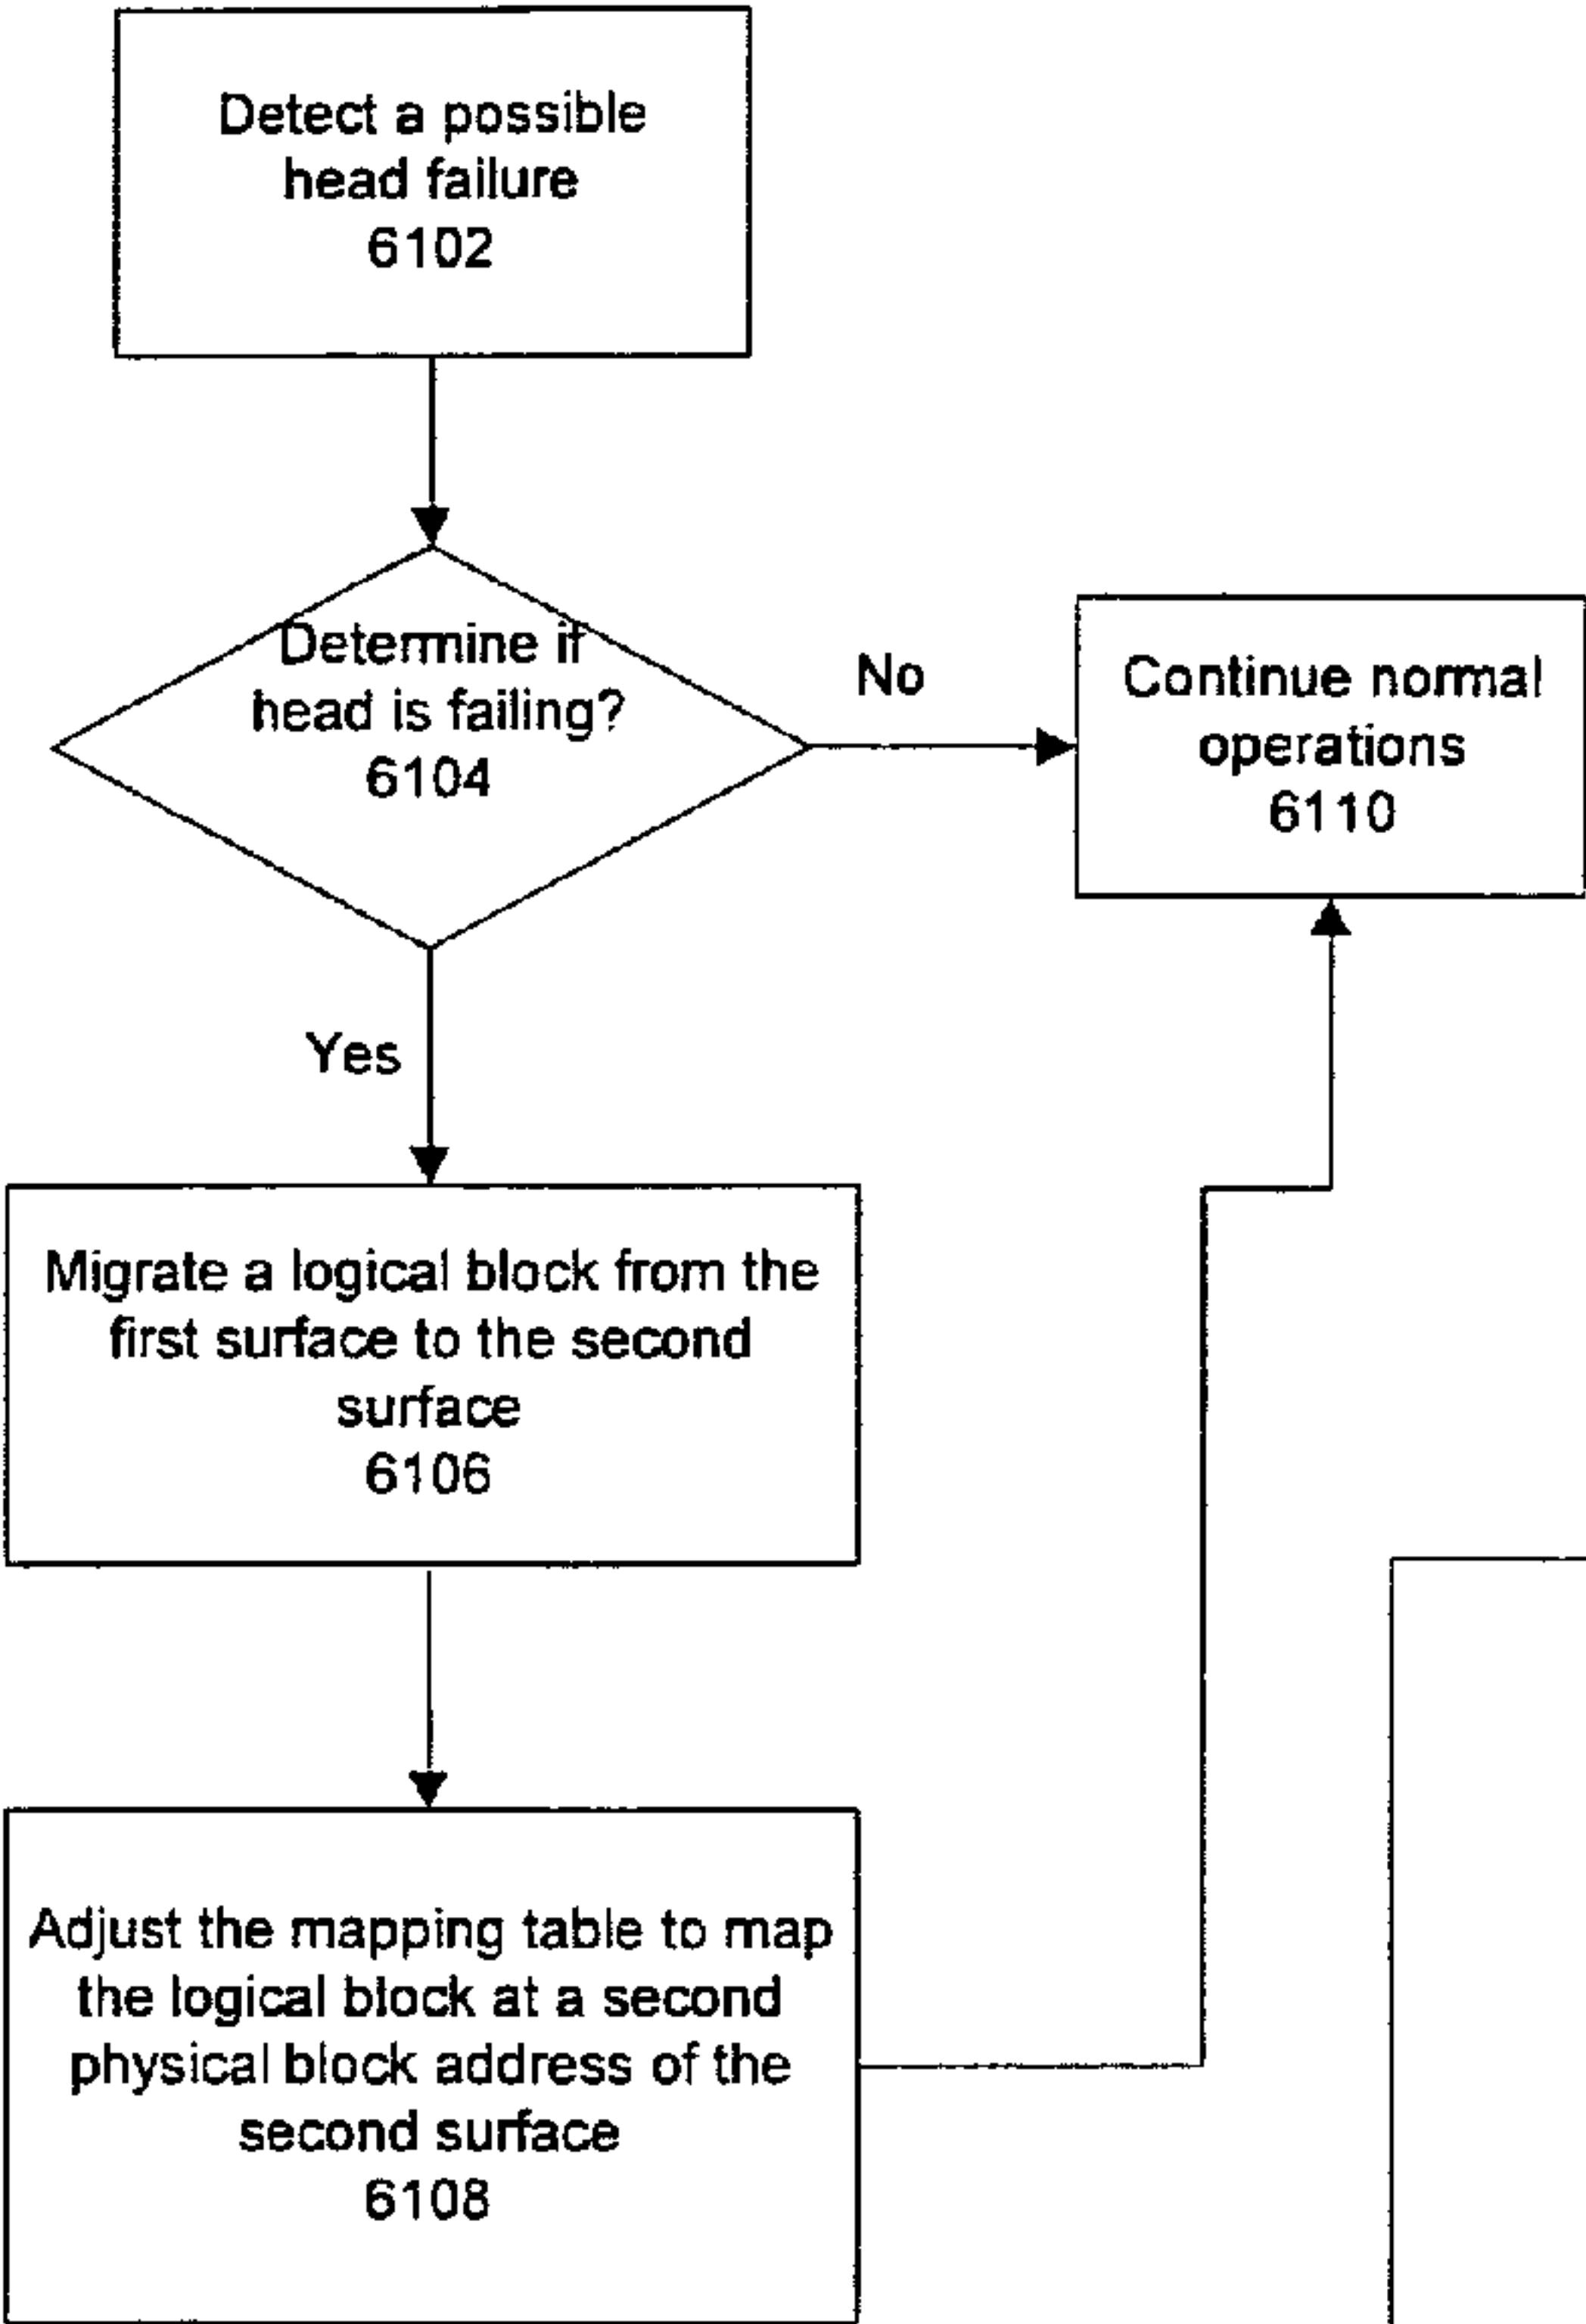 Detect a possible
head failure
6102
Determine if
head is failing?
6104
No
Continue normal
operations
6110
Yes
Migrate a logical block from the
first surface to the second
surface
6106
Adjust the mapping table to map
the logical block at a second
physical block address of the
second surface
6108